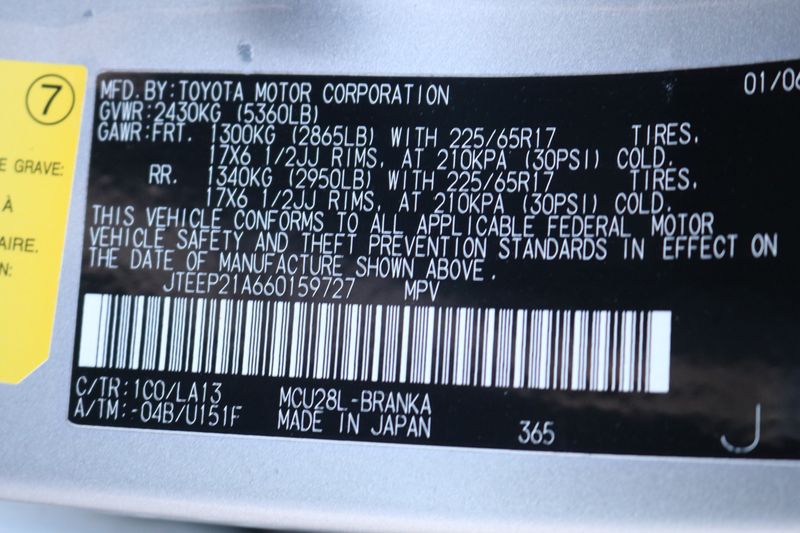 7
E GRAVE:
À
AIRE.
N:
MFD. BY: TOYOTA MOTOR CORPORATION 01/06
GVWR: 2430KG (5360LB)
GAWR: FRT. 1300KG (2865LB) WITH 225/65R17 TIRES.
17X6 1/2JJ RIMS, AT 210KPA (30PSI) COLD.
RR. 1340KG (2950LB) WITH 225/65R17 TIRES.
17X6 1/2JJ RIMS, AT 210KPA (30PSI) COLD.
THIS VEHICLE CONFORMS TO ALL APPLICABLE FEDERAL MOTOR
VEHICLE SAFETY AND THEFT PREVENTION STANDARDS IN EFFECT ON
THE DATE OF MANUFACTURE SHOWN ABOVE.
JTEEP21A660159727 MPV
C/TR: 1C0/LA13 MCU28L-BRANKA
A/TM: -04B/U151F MADE IN JAPAN 365 J